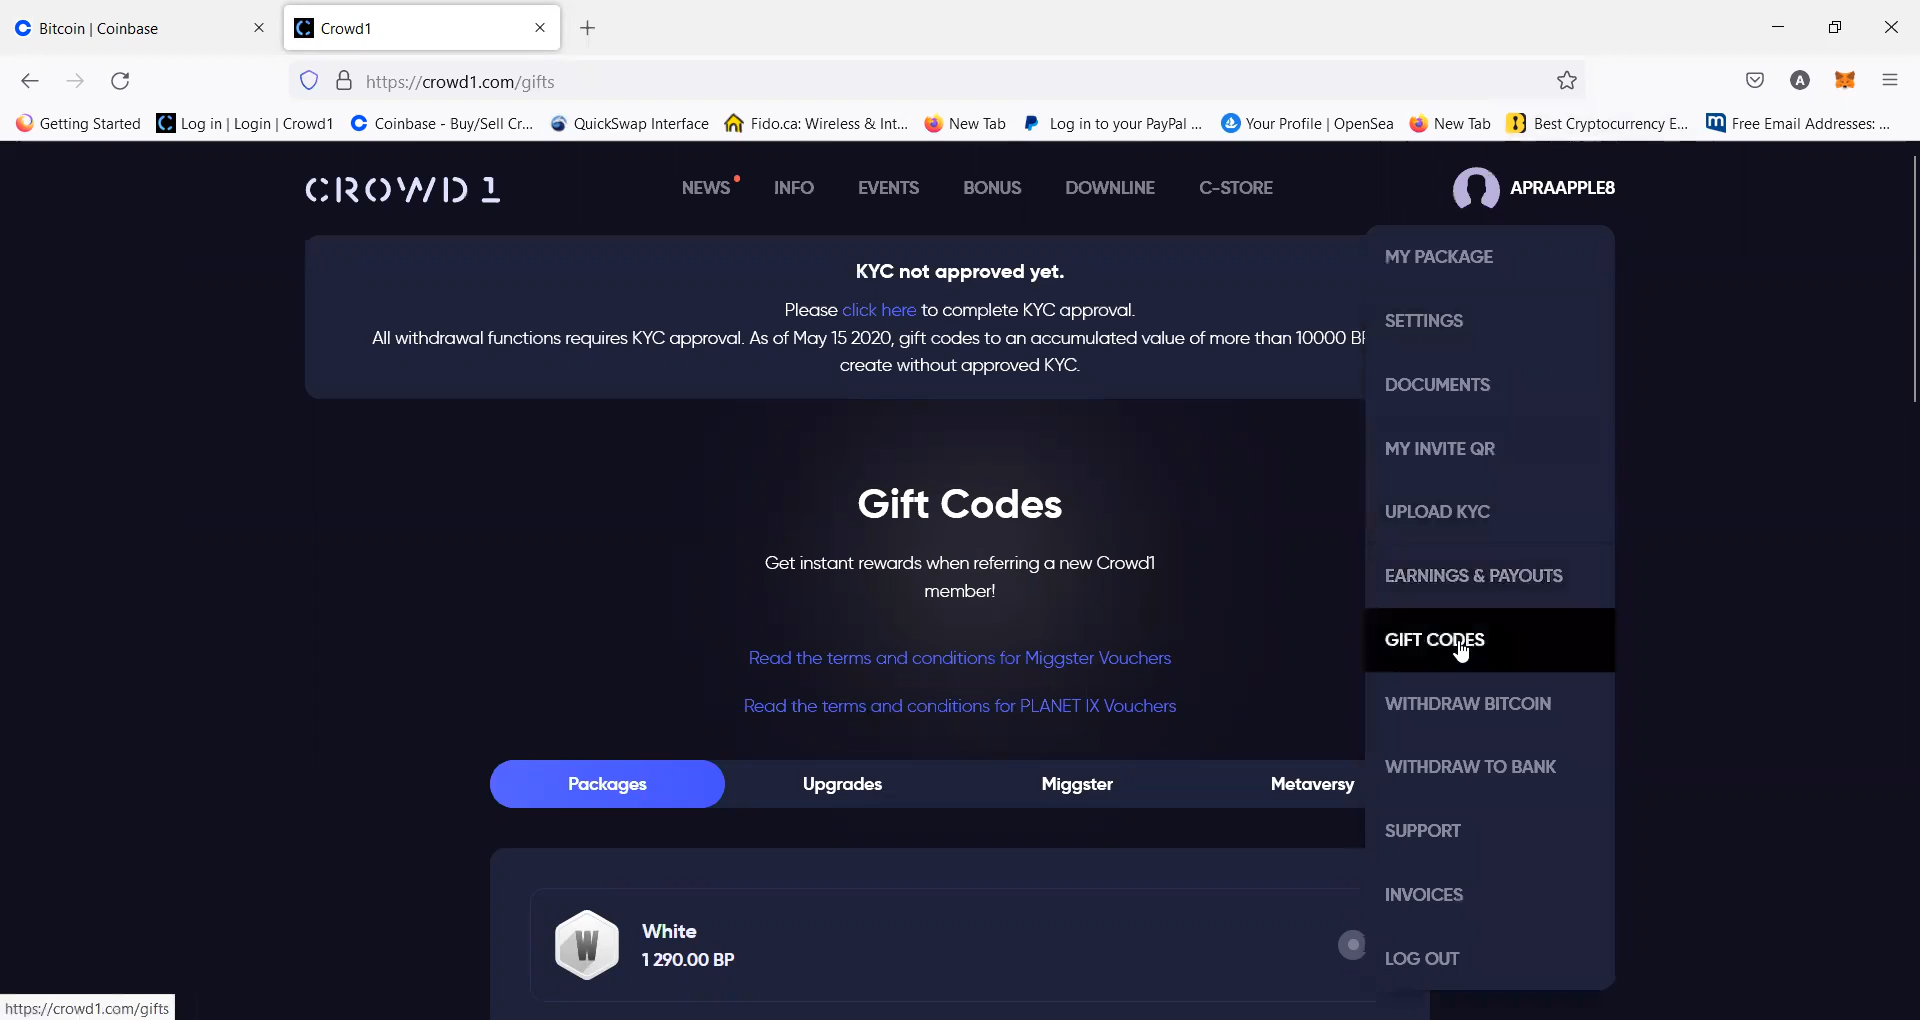 Bitcoin | Coinbase
Crowd1
https://crowd1.com/gifts
A
Getting Started
Log in | Login | Crowd1
Coinbase - Buy/Sell Cr...
QuickSwap Interface
Fido.ca: Wireless & Int...
New Tab
Log in to your PayPal ...
Your Profile | OpenSea
New Tab
Best Cryptocurrency E...
m
Free Email Addresses: ...
CROWD 1
NEWS
INFO
EVENTS
BONUS
DOWNLINE
C-STORE
APRAAPPLE8
KYC not approved yet.
Please click here to complete KYC approval.
All withdrawal functions requires KYC approval. As of May 15 2020, gift codes to an accumulated value of more than 10000
create without approved KYC.
MY PACKAGE
SETTINGS
DOCUMENTS
MY INVITE QR
UPLOAD KYC
EARNINGS & PAYOUTS
GIFT CODES
WITHDRAW BITCOIN
WITHDRAW TO BANK
SUPPORT
INVOICES
LOG OUT
Gift Codes
Get instant rewards when referring a new Crowd1
member!
Read the terms and conditions for Miggster Vouchers
Read the terms and conditions for PLANET IX Vouchers
Packages
Upgrades
Miggster
Metaversy
W
White
1 290.00 BP
https://crowd1.com/gifts